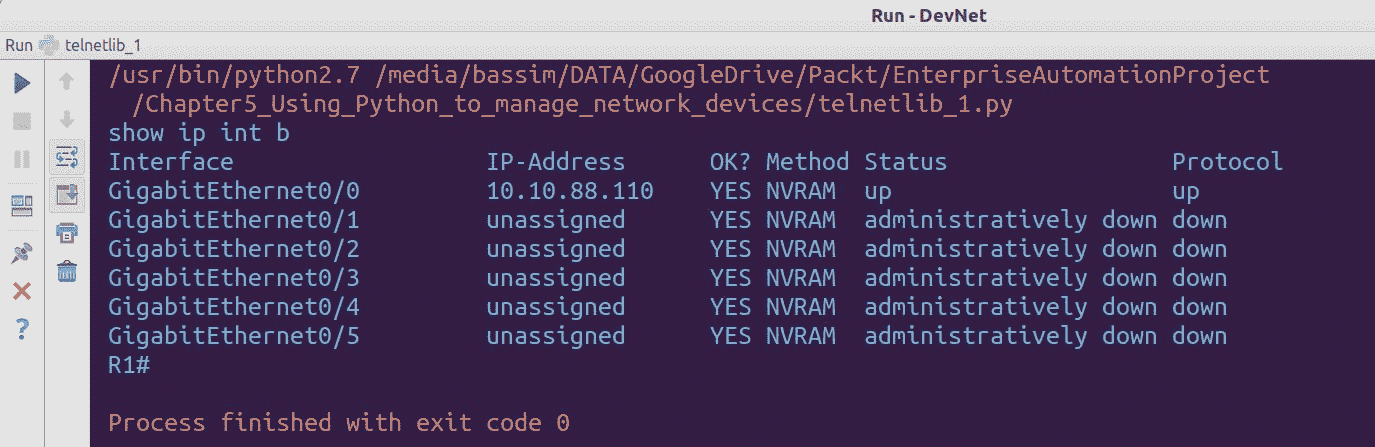 Run - DevNet
Run telnetlib_1
/usr/bin/python2.7 /media/bassim/DATA/GoogleDrive/Packt/EnterpriseAutomationProject
/Chapter5_Using_Python_to_manage_network_devices/telnetlib_1.py
show ip int b
Interface IP-Address OK? Method Status Protocol
GigabitEthernet0/0 10.10.88.110 YES NVRAM up up
GigabitEthernet0/1 unassigned YES NVRAM administratively down down
GigabitEthernet0/2 unassigned YES NVRAM administratively down down
GigabitEthernet0/3 unassigned YES NVRAM administratively down down
GigabitEthernet0/4 unassigned YES NVRAM administratively down down
GigabitEthernet0/5 unassigned YES NVRAM administratively down down
R1#
Process finished with exit code 0